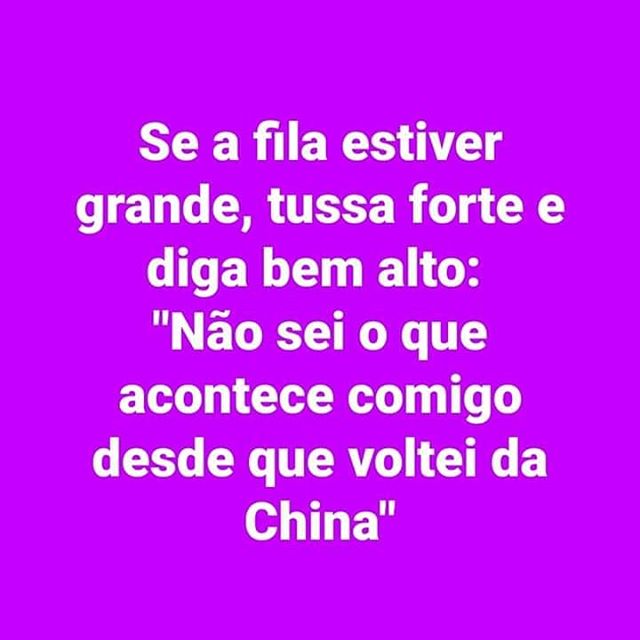 Se a fila estiver
grande, tussa forte e
diga bem alto:
"Não sei o que
acontece comigo
desde que voltei da
China"